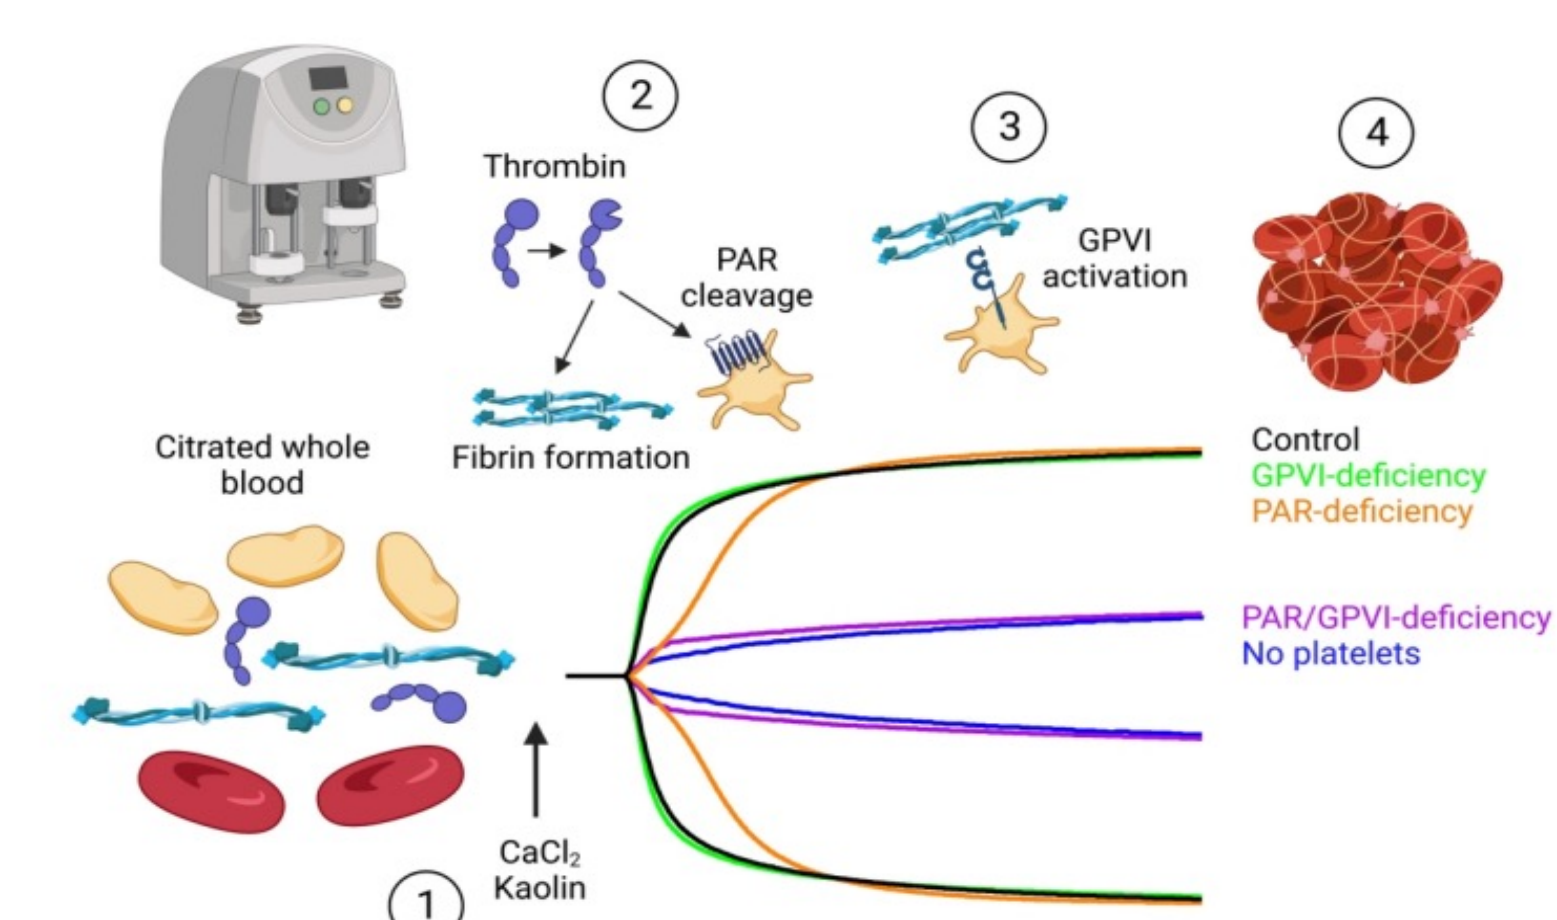 2
3
4
Thrombin
PAR
cleavage
GPVI
activation
Fibrin formation
Citrated whole
blood
Control
GPVI-deficiency
PAR-deficiency
PAR/GPVI-deficiency
No platelets
CaCl₂
Kaolin
1